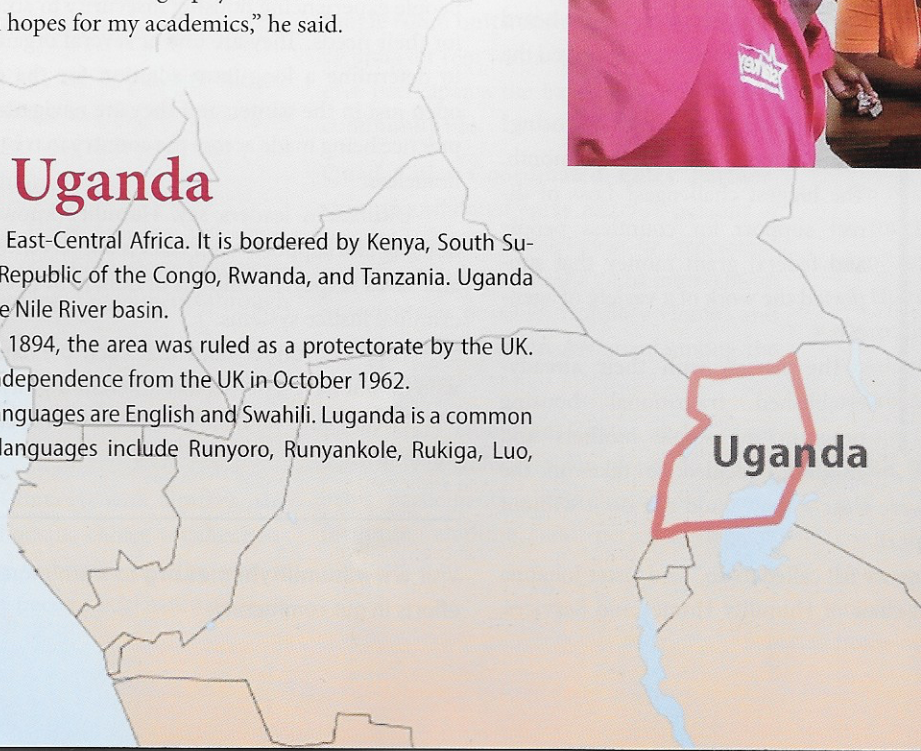 hopes for my academics,” he said.
Uganda
East-Central Africa. It is bordered by Kenya, South Su-
Republic of the Congo, Rwanda, and Tanzania. Uganda
e Nile River basin.
1894, the area was ruled as a protectorate by the UK.
ndependence from the UK in October 1962.
anguages are English and Swahili. Luganda is a common
languages include Runyoro, Runyankole, Rukiga, Luo,
Uganda